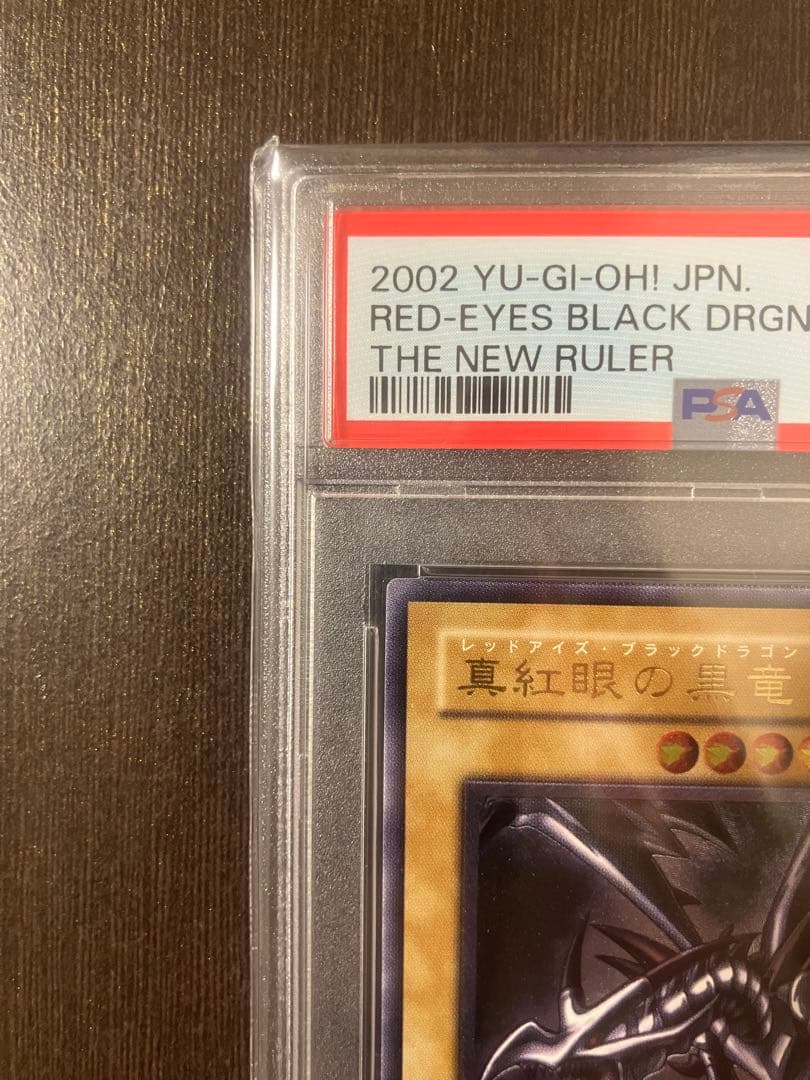 2002 YU-GI-OH! JPN.
RED-EYES BLACK DRGN
THE NEW RULER
PSA
レッドアイズ・ブラックドラゴン
真紅眼の黒竜